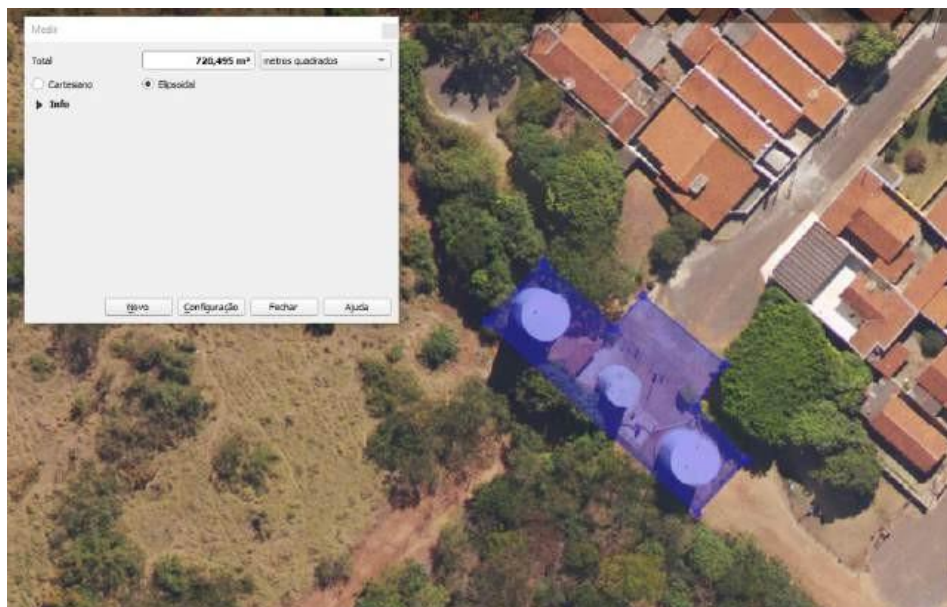 Medir
Total 720,495 m² metros quadrados
Cartesiano Elipsoidal
Info
Novo Configuração Fechar Ajuda